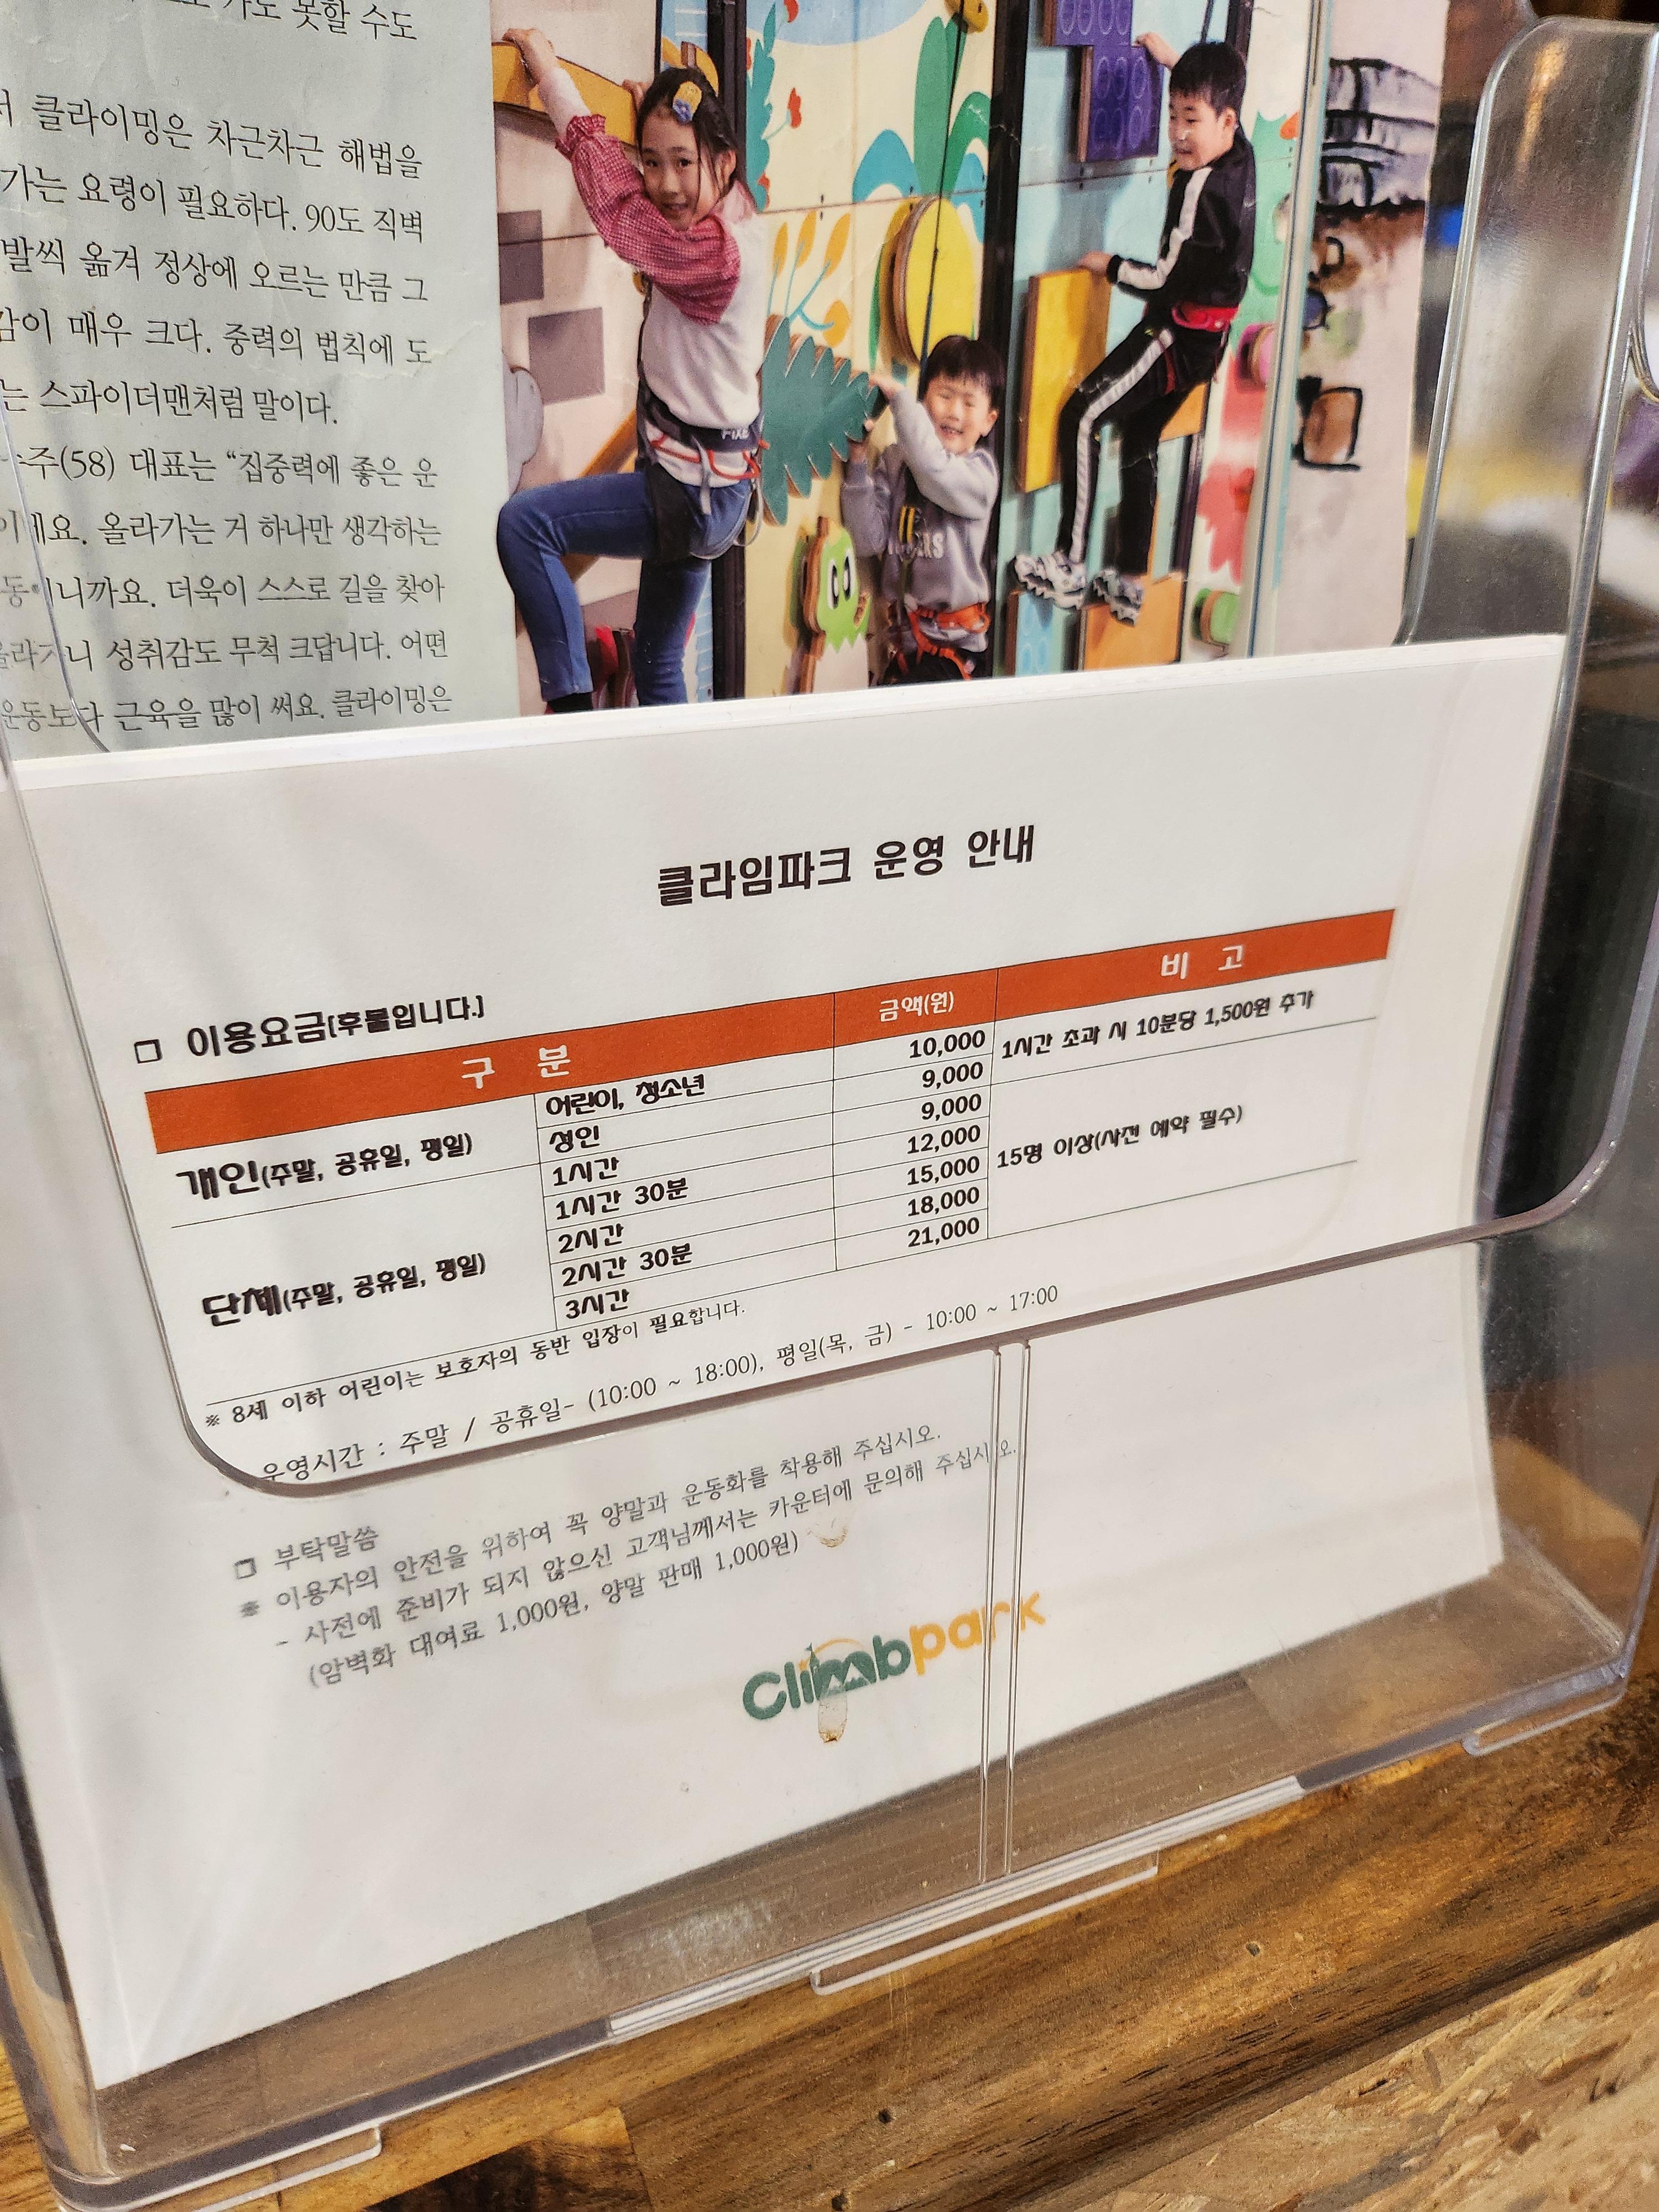 가도 못할 수도
클라이밍은 차근차근 해법을
가는 요령이 필요하다. 90도 직벽
발씩 옮겨 정상에 오르는 만큼 그
감이 매우 크다. 중력의 법칙에 도
는 스파이더맨처럼 말이다.
주(58) 대표는 “집중력에 좋은 운
이에요. 올라가는 거 하나만 생각하는
동 니까요. 더욱이 스스로 길을 찾아
니 성취감도 무척 크답니다. 어떤
운동보다 근육을 많이 써요. 클라이밍은
클라임파크 운영 안내
❏ 이용요금[후불입니다.]
구 분 금액(원) 비 고
개인(주말, 공휴일, 평일) 어린이, 청소년 10,000 1시간 초과 시 10분당 1,500원 추가
성인 9,000
단체(주말, 공휴일, 평일) 1시간 9,000 15명 이상(사전 예약 필수)
1시간 30분 12,000
2시간 15,000
2시간 30분 18,000
3시간 21,000
※ 8세 이하 어린이는 보호자의 동반 입장이 필요합니다.
운영시간 : 주말 / 공휴일- (10:00 ~ 18:00), 평일(목, 금) - 10:00 ~ 17:00
❏ 부탁말씀
※ 이용자의 안전을 위하여 꼭 양말과 운동화를 착용해 주십시오.
- 사전에 준비가 되지 않으신 고객님께서는 카운터에 문의해 주십시오.
(암벽화 대여료 1,000원, 양말 판매 1,000원)
Climbpark